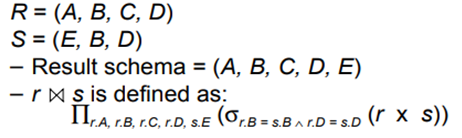 R = (A, B, C, D)
S = (E, B, D)
– Result schema = (A, B, C, D, E)
– r ⋈ s is defined as:
∏r.A, r.B, r.C, r.D, s.E (σr.B = s.B ∧ r.D = s.D (r x s))